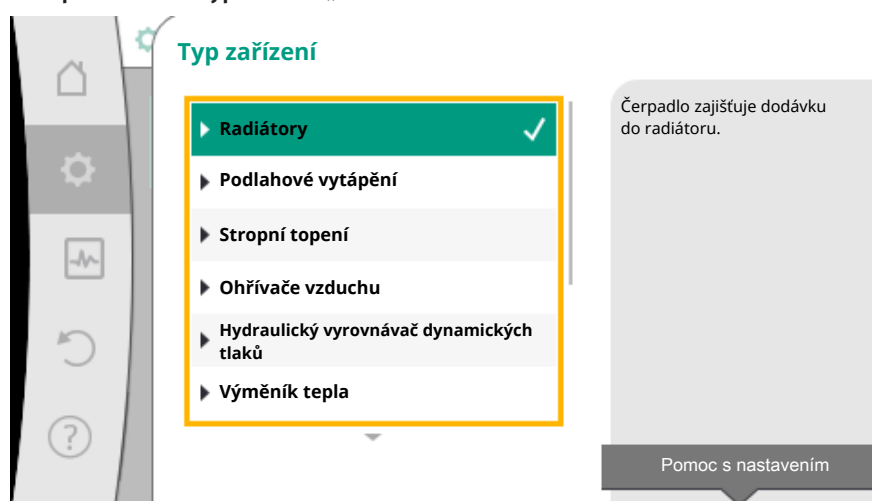 Typ zařízení
Radiátory
Podlahové vytápění
Stropní topení
Ohřívače vzduchu
Hydraulický vyrovnávač dynamických
tlaků
Výměník tepla
Čerpadlo zajišťuje dodávku
do radiátoru.
Pomoc s nastavením